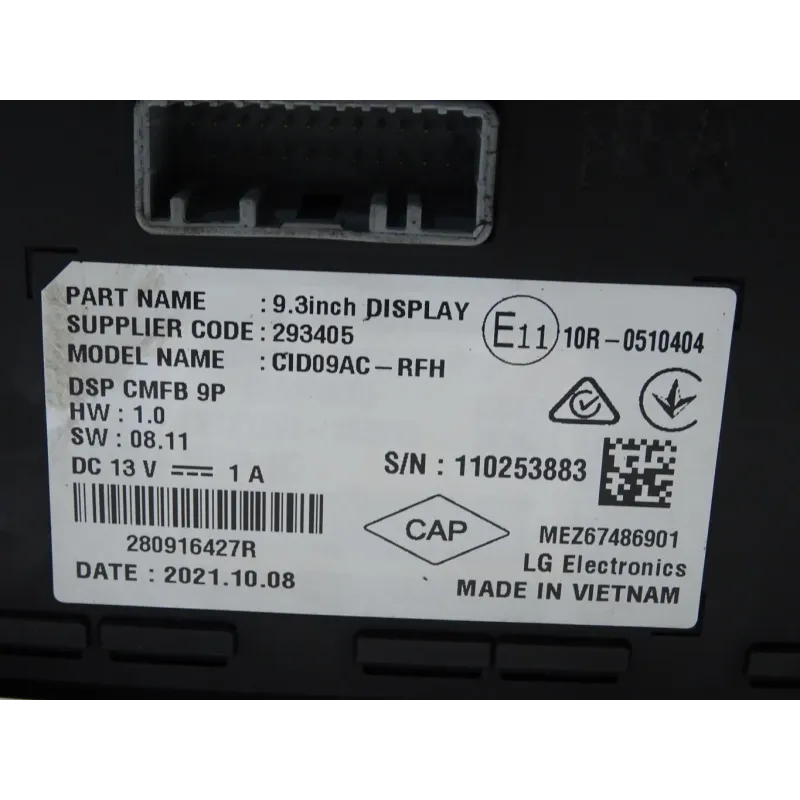 PART NAME : 9.3inch DISPLAY
SUPPLIER CODE : 293405
MODEL NAME : CID09AC-RFH
E11 10R-0510404
DSP CMFB 9P
HW : 1.0
SW : 08.11
DC 13 V ⎓ 1 A
S/N : 110253883
280916427R
DATE : 2021.10.08
CAP
MEZ67486901
LG Electronics
MADE IN VIETNAM